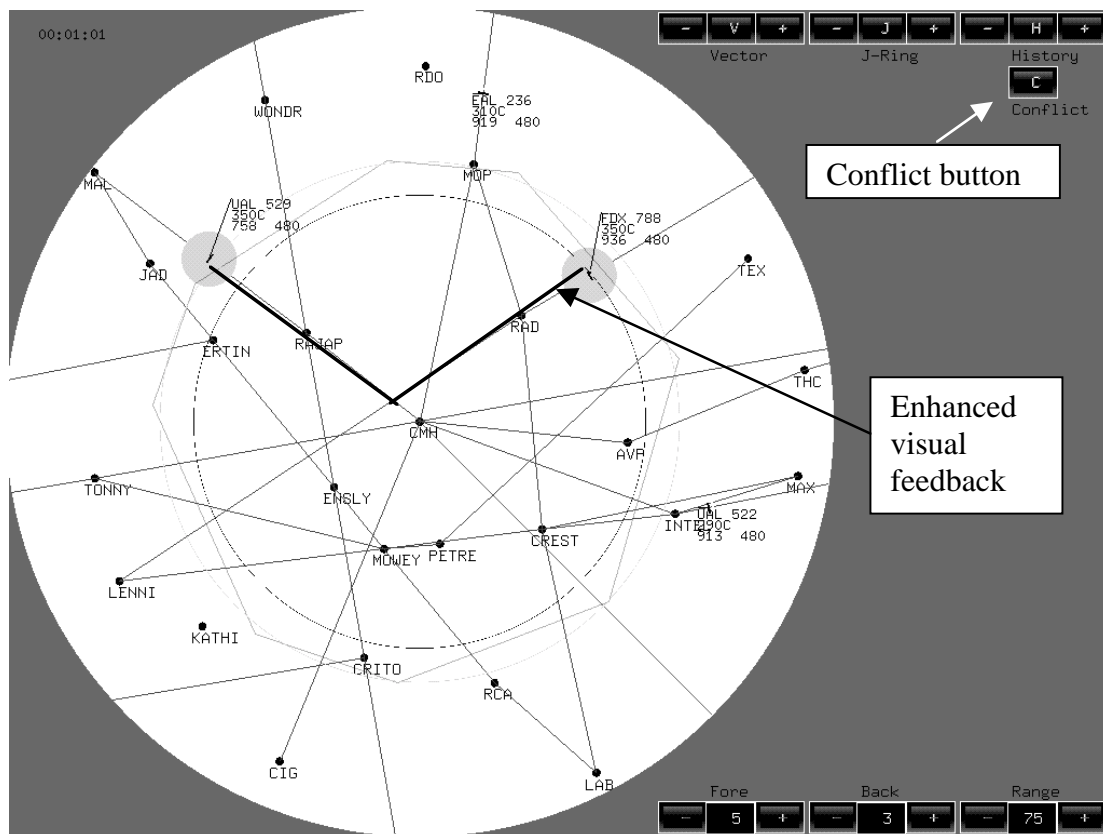 00:01:01
- V + - J + - H +
Vector J-Ring History
C
Conflict
Conflict button
RDO
WONDR
EAL 236
310C
919 480
MOP
MAL
UAL 529
350C
758 480
FDX 788
350C
936 480
JAD
TEX
RAD
ERTIN
RAJAP
THC
Enhanced
visual
feedback
CMH
AVP
TONNY
ENSLY
MAX
INTEL
UAL 522
290C
913 480
CREST
MOWEY
PETRE
LENNI
KATHI
CRITO
RCA
CIG
LAB
Fore Back Range
- 5 + - 3 + - 75 +